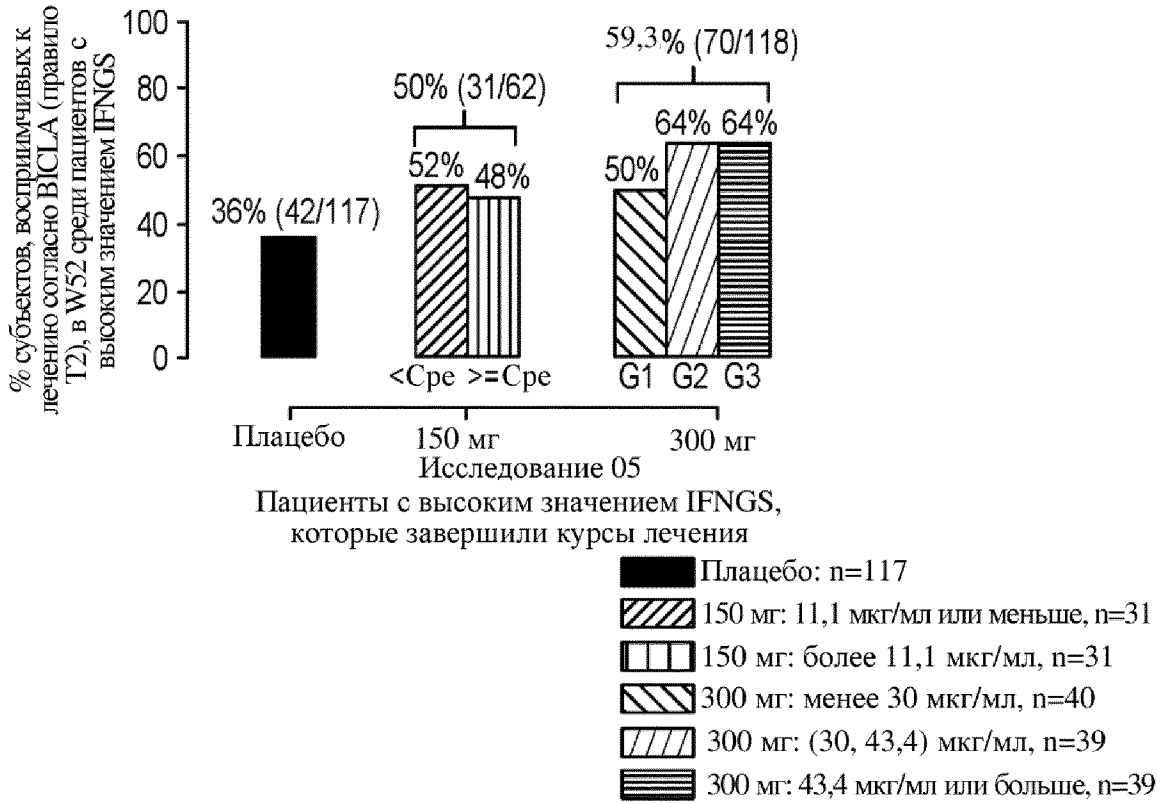 % субъектов, восприимчивых к
лечению согласно BICLA (правило
T2), в W52 среди пациентов с
высоким значением IFNGS
100
80
60
40
20
0
36% (42/117)
50% (31/62)
52%
48%
59,3% (70/118)
50%
64%
64%
<Cpe >=Cpe
G1 G2 G3
Плацебо
150 мг
300 мг
Исследование 05
Пациенты с высоким значением IFNGS,
которые завершили курсы лечения
Плацебо: n=117
150 мг: 11,1 мкг/мл или меньше, n=31
150 мг: более 11,1 мкг/мл, n=31
300 мг: менее 30 мкг/мл, n=40
300 мг: (30, 43,4) мкг/мл, n=39
300 мг: 43,4 мкг/мл или больше, n=39